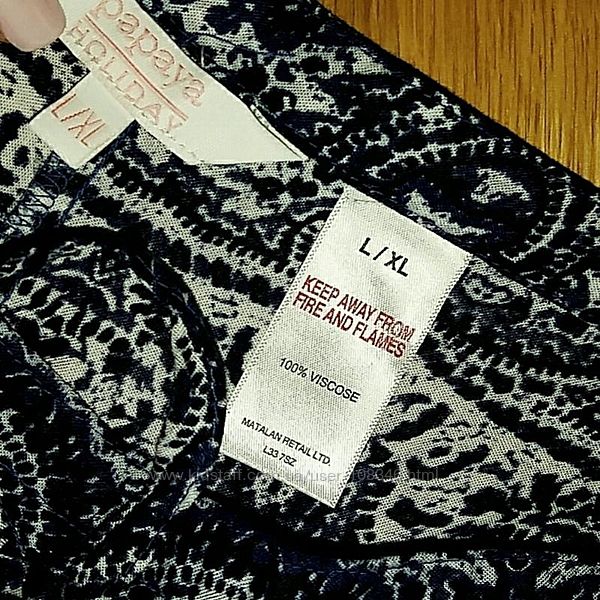 papaya
HOLIDAY
L/XL
L / XL
KEEP AWAY FROM
FIRE AND FLAMES
100% VISCOSE
MATALAN RETAIL LTD.
L33 7SZ